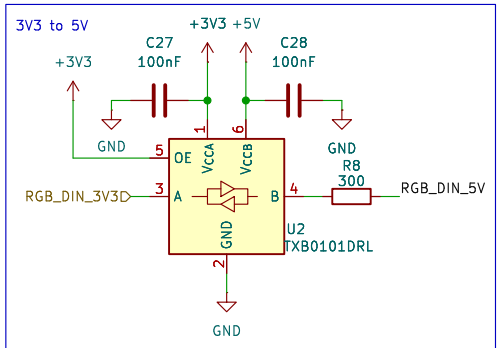 3V3 to 5V
+3V3 +5V
C27
100nF
C28
100nF
+3V3
GND
GND
1
6
VCCA
VCCB
5
OE
R8
300
3
A
B
4
RGB_DIN_3V3
RGB_DIN_5V
GND
2
U2
TXB0101DRL
GND